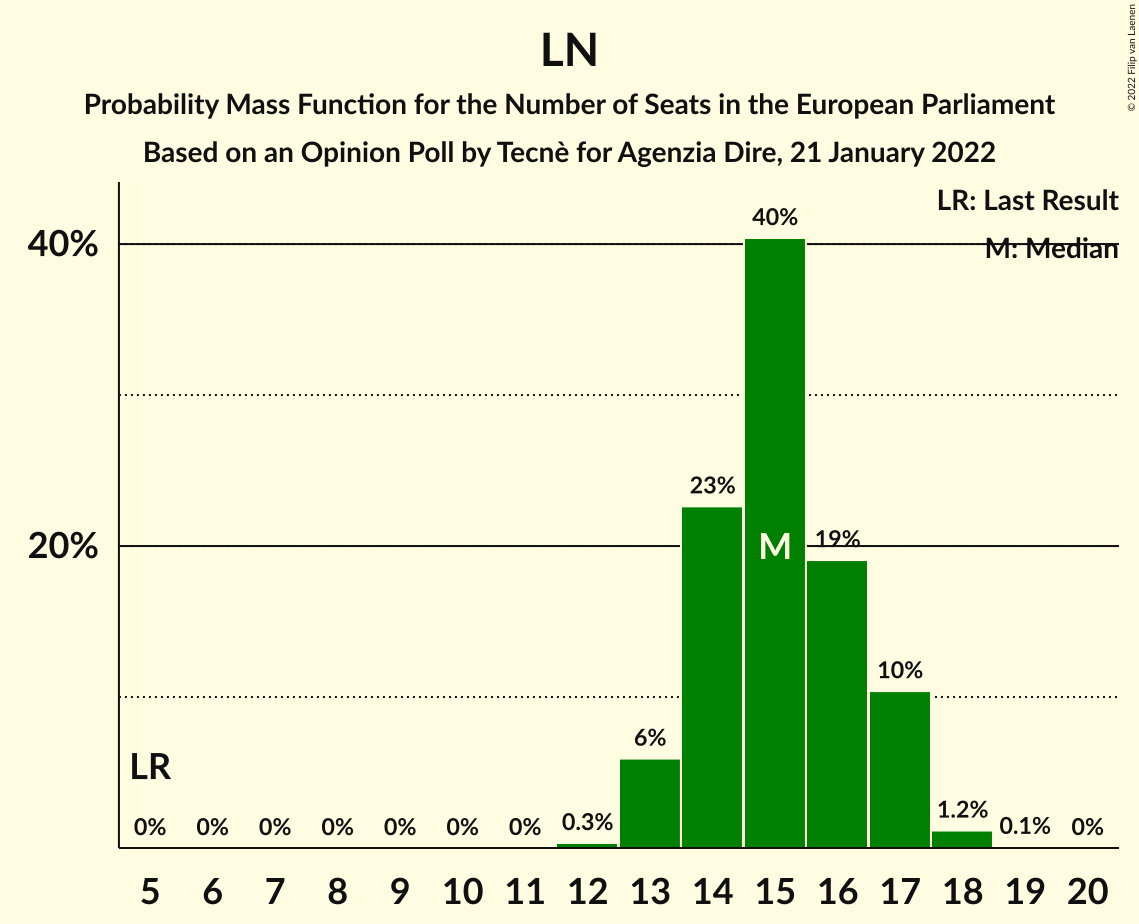 LN
Probability Mass Function for the Number of Seats in the European Parliament
Based on an Opinion Poll by Tecnè for Agenzia Dire, 21 January 2022
© 2022 Filip van Laenen
LR: Last Result
M: Median
40%
20%
LR
M
0% 0% 0% 0% 0% 0% 0% 0.3% 6% 23% 40% 19% 10% 1.2% 0.1% 0%
5 6 7 8 9 10 11 12 13 14 15 16 17 18 19 20